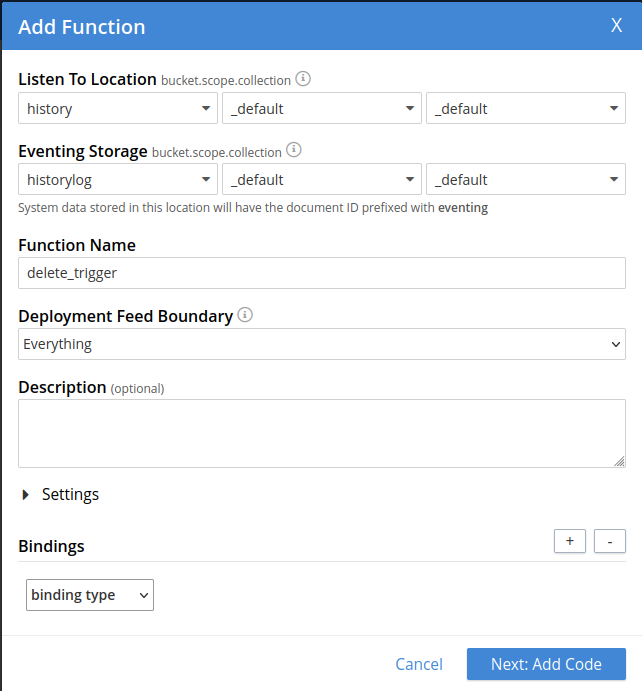 Add Function X
Listen To Location bucket.scope.collection
history _default _default
Eventing Storage bucket.scope.collection
historylog _default _default
System data stored in this location will have the document ID prefixed with eventing
Function Name
delete_trigger
Deployment Feed Boundary
Everything
Description (optional)
Settings
Bindings + -
binding type
Cancel Next: Add Code